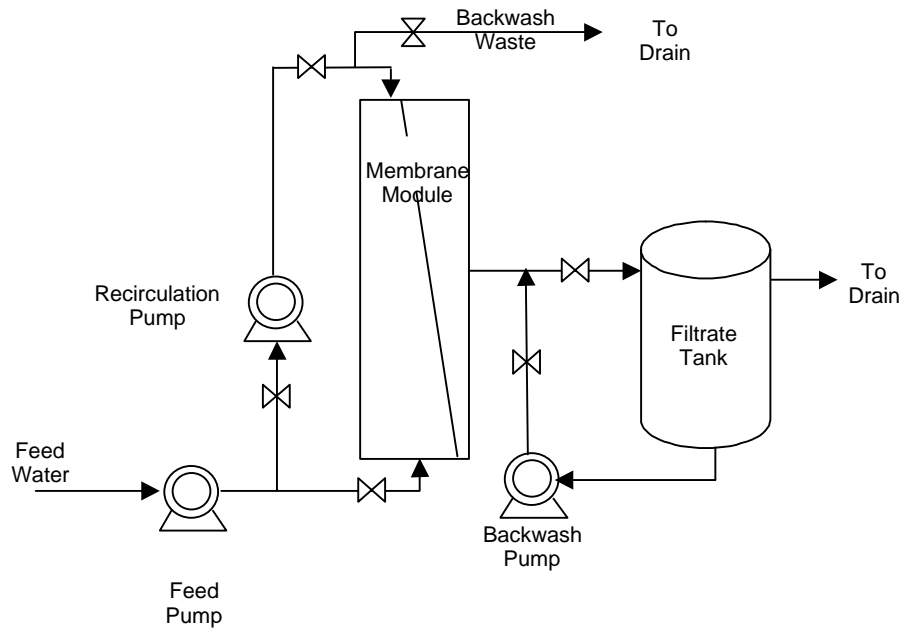 Backwash
Waste
To
Drain
Membrane
Module
Recirculation
Pump
To
Drain
Filtrate
Tank
Feed
Water
Backwash
Pump
Feed
Pump